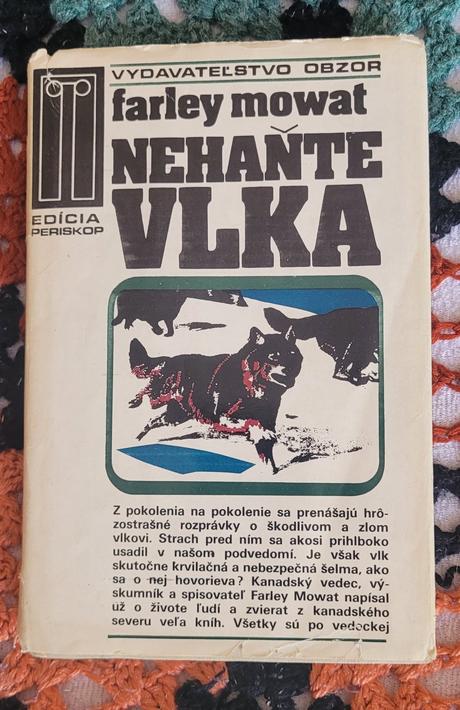 VYDAVATEĽSTVO OBZOR
farley mowat
NEHAŇTE
VLKA
EDÍCIA
PERISKOP
Z pokolenia na pokolenie sa prenášajú hrô-
zostrašné rozprávky o škodlivom a zlom
vlkovi. Strach pred ním sa akosi prihlboko
usadil v našom podvedomí. Je však vlk
skutočne krvilačná a nebezpečná šelma, ako
sa o nej hovorieva? Kanadský vedec, vý-
skumník a spisovateľ Farley Mowat napísal
už o živote ľudí a zvierat z kanadského
severu veľa kníh. Všetky sú po vedeckej